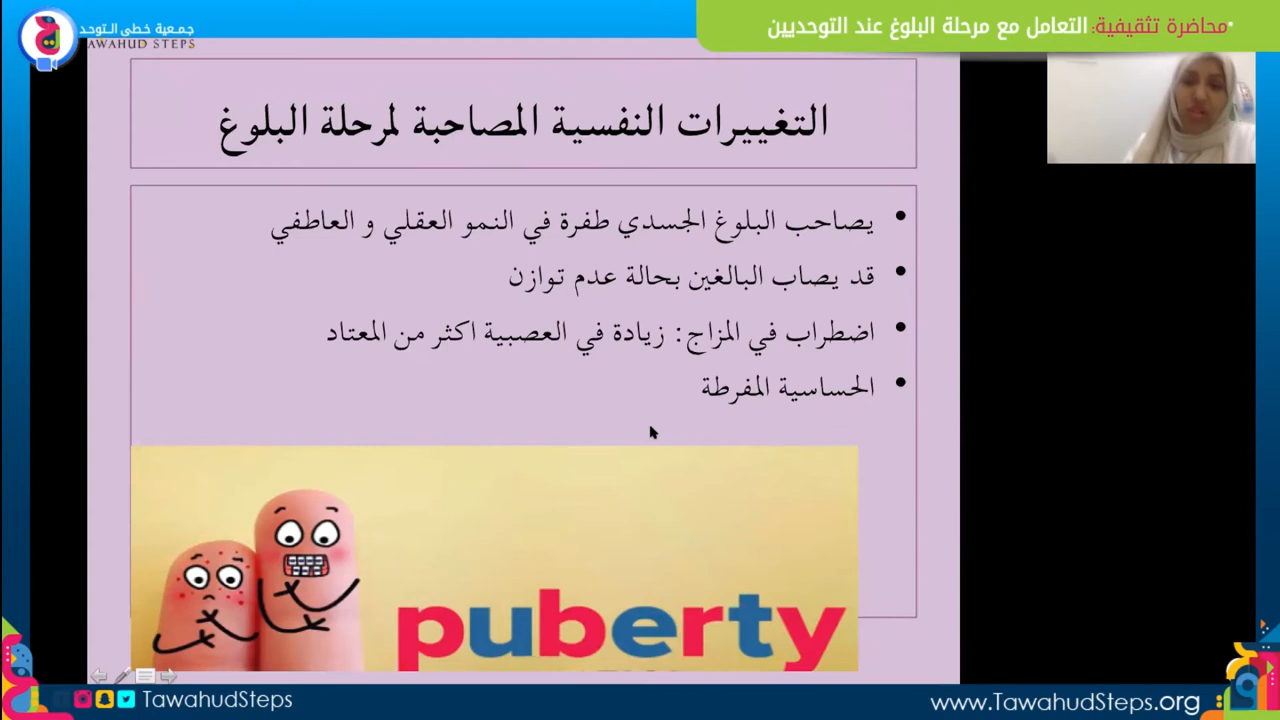 جمعية خطى التوحد
TAWAHUD STEPS
•محاضرة تثقيفية: التعامل مع مرحلة البلوغ عند التوحديين
التغييرات النفسية المصاحبة لمرحلة البلوغ
• يصاحب البلوغ الجسدي طفرة في النمو العقلي و العاطفي
• قد يصاب البالغين بحالة عدم توازن
• اضطراب في المزاج: زيادة في العصبية اكثر من المعتاد
• الحساسية المفرطة
puberty
TawahudSteps
www.TawahudSteps.org